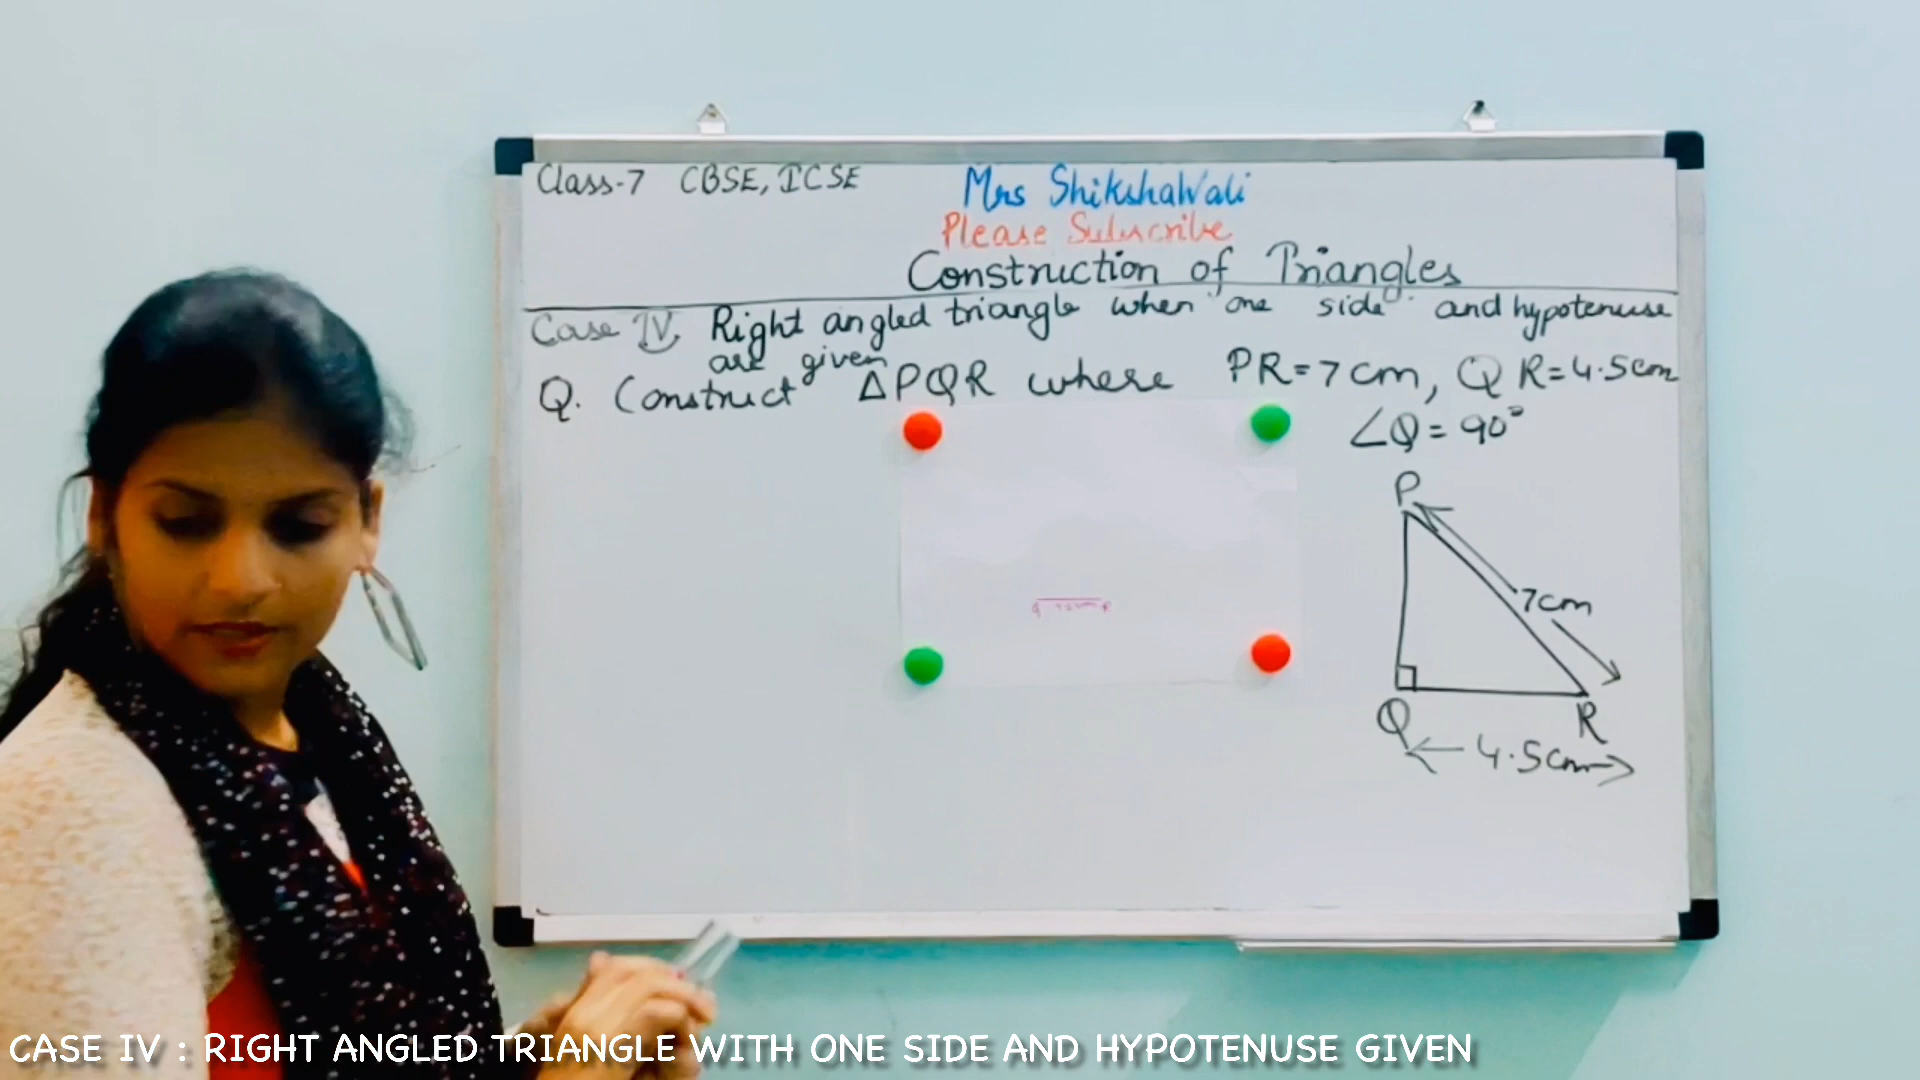 Class-7 CBSE, ICSE
Mrs ShikshaWali
Please Subscribe
Construction of Triangles
Case IV. Right angled triangle when one side and hypotenuse
are given
Q. Construct ΔPQR where PR=7cm, QR=4.5cm
∠Q=90°
P
7cm
Q
R
4.5cm
CASE IV : RIGHT ANGLED TRIANGLE WITH ONE SIDE AND HYPOTENUSE GIVEN